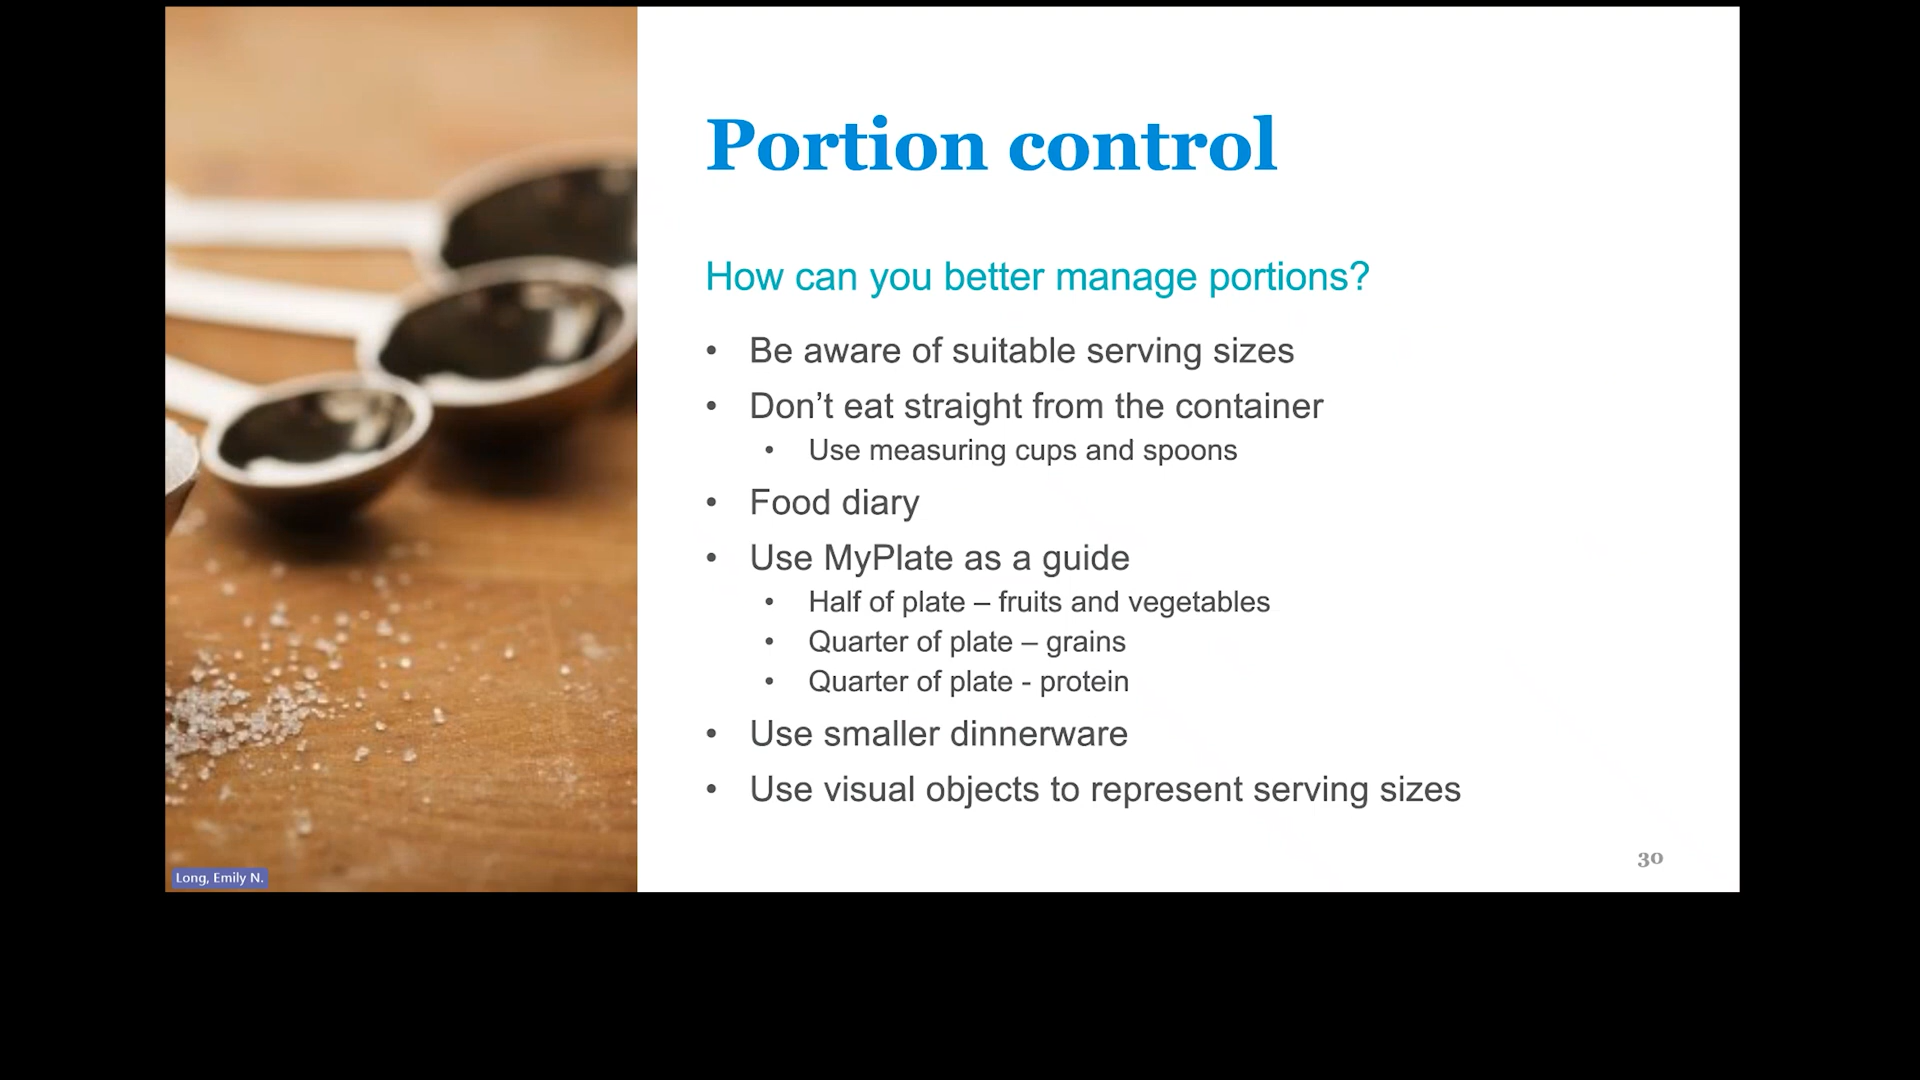 Portion control
How can you better manage portions?
• Be aware of suitable serving sizes
• Don’t eat straight from the container
• Use measuring cups and spoons
• Food diary
• Use MyPlate as a guide
• Half of plate – fruits and vegetables
• Quarter of plate – grains
• Quarter of plate - protein
• Use smaller dinnerware
• Use visual objects to represent serving sizes
30
Long, Emily N.